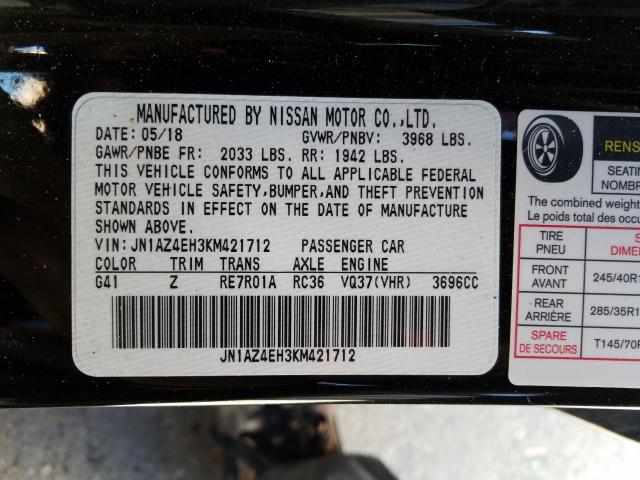 MANUFACTURED BY NISSAN MOTOR CO.,LTD.
DATE: 05/18 GVWR/PNBV: 3968 LBS.
GAWR/PNBE FR: 2033 LBS. RR: 1942 LBS.
THIS VEHICLE CONFORMS TO ALL APPLICABLE FEDERAL
MOTOR VEHICLE SAFETY,BUMPER,AND THEFT PREVENTION
STANDARDS IN EFFECT ON THE DATE OF MANUFACTURE
SHOWN ABOVE.
VIN: JN1AZ4EH3KM421712 PASSENGER CAR
COLOR TRIM TRANS AXLE ENGINE
G41 Z RE7R01A RC36 VQ37(VHR) 3696CC
JN1AZ4EH3KM421712
RENS
SEATIN
NOMBR
The combined weight
Le poids total des occu
TIRE
PNEU
S
DIMEN
FRONT
AVANT
245/40R1
REAR
ARRIÈRE
285/35R1
SPARE
DE SECOURS
T145/70R